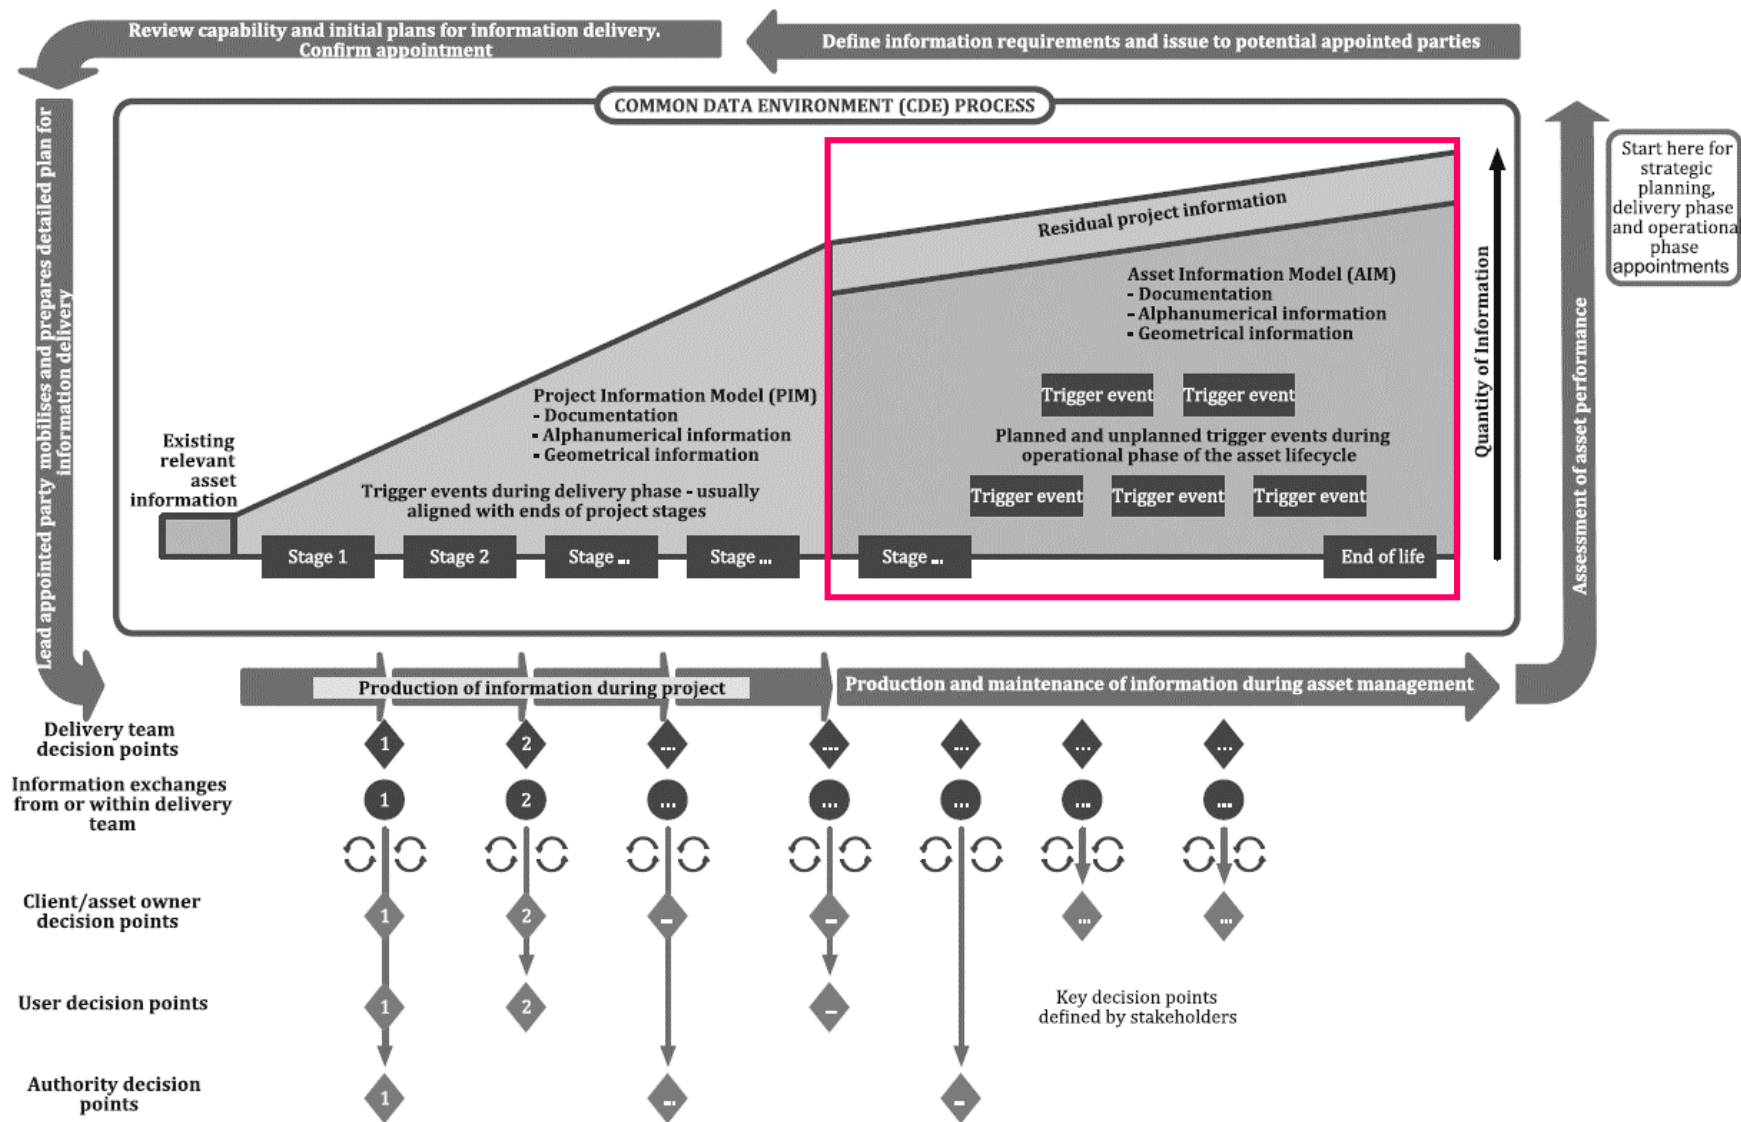 Review capability and initial plans for information delivery.
Confirm appointment
Define information requirements and issue to potential appointed parties
Lead appointed party mobilises and prepares detailed plan for
information delivery
COMMON DATA ENVIRONMENT (CDE) PROCESS
Start here for
strategic
planning,
delivery phase
and operational
phase
appointments
Residual project information
Asset Information Model (AIM)
- Documentation
- Alphanumerical information
- Geometrical information
Quantity of Information
Assessment of asset performance
Project Information Model (PIM)
- Documentation
- Alphanumerical information
- Geometrical information
Trigger event
Trigger event
Planned and unplanned trigger events during
operational phase of the asset lifecycle
Trigger event
Trigger event
Trigger event
Existing
relevant
asset
information
Trigger events during delivery phase - usually
aligned with ends of project stages
Stage 1
Stage 2
Stage ...
Stage ...
Stage ...
End of life
Production of information during project
Production and maintenance of information during asset management
Delivery team
decision points
1
2
...
...
...
...
...
Information exchanges
from or within delivery
team
1
2
...
...
...
...
...
Client/asset owner
decision points
1
2
...
...
...
...
User decision points
1
2
...
Key decision points
defined by stakeholders
Authority decision
points
1
...
...